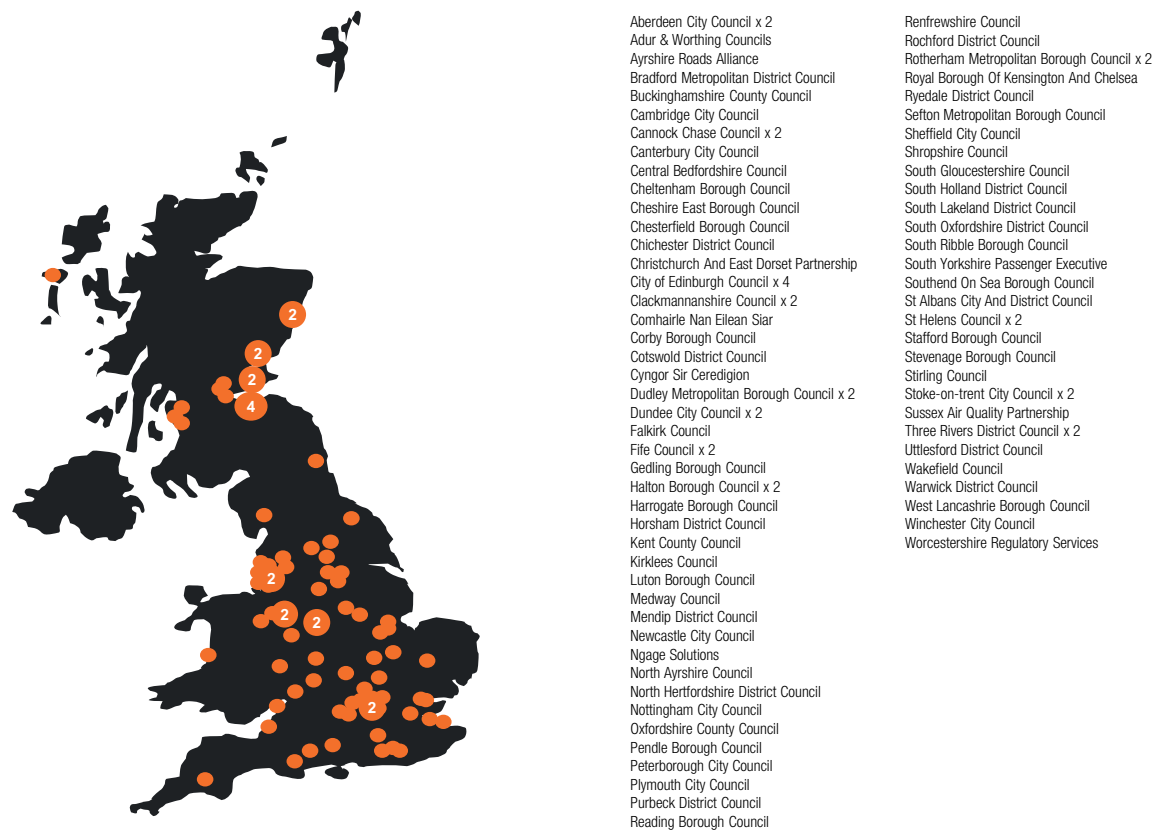 2
2
2
4
2
2
2
2
Aberdeen City Council x 2
Adur & Worthing Councils
Ayrshire Roads Alliance
Bradford Metropolitan District Council
Buckinghamshire County Council
Cambridge City Council
Cannock Chase Council x 2
Canterbury City Council
Central Bedfordshire Council
Cheltenham Borough Council
Cheshire East Borough Council
Chesterfield Borough Council
Chichester District Council
Christchurch And East Dorset Partnership
City of Edinburgh Council x 4
Clackmannanshire Council x 2
Comhairle Nan Eilean Siar
Corby Borough Council
Cotswold District Council
Cyngor Sir Ceredigion
Dudley Metropolitan Borough Council x 2
Dundee City Council x 2
Falkirk Council
Fife Council x 2
Gedling Borough Council
Halton Borough Council x 2
Harrogate Borough Council
Horsham District Council
Kent County Council
Kirklees Council
Luton Borough Council
Medway Council
Mendip District Council
Newcastle City Council
Ngage Solutions
North Ayrshire Council
North Hertfordshire District Council
Nottingham City Council
Oxfordshire County Council
Pendle Borough Council
Peterborough City Council
Plymouth City Council
Purbeck District Council
Reading Borough Council
Renfrewshire Council
Rochford District Council
Rotherham Metropolitan Borough Council x 2
Royal Borough Of Kensington And Chelsea
Ryedale District Council
Sefton Metropolitan Borough Council
Sheffield City Council
Shropshire Council
South Gloucestershire Council
South Holland District Council
South Lakeland District Council
South Oxfordshire District Council
South Ribble Borough Council
South Yorkshire Passenger Executive
Southend On Sea Borough Council
St Albans City And District Council
St Helens Council x 2
Stafford Borough Council
Stevenage Borough Council
Stirling Council
Stoke-on-trent City Council x 2
Sussex Air Quality Partnership
Three Rivers District Council x 2
Uttlesford District Council
Wakefield Council
Warwick District Council
West Lancashrie Borough Council
Winchester City Council
Worcestershire Regulatory Services